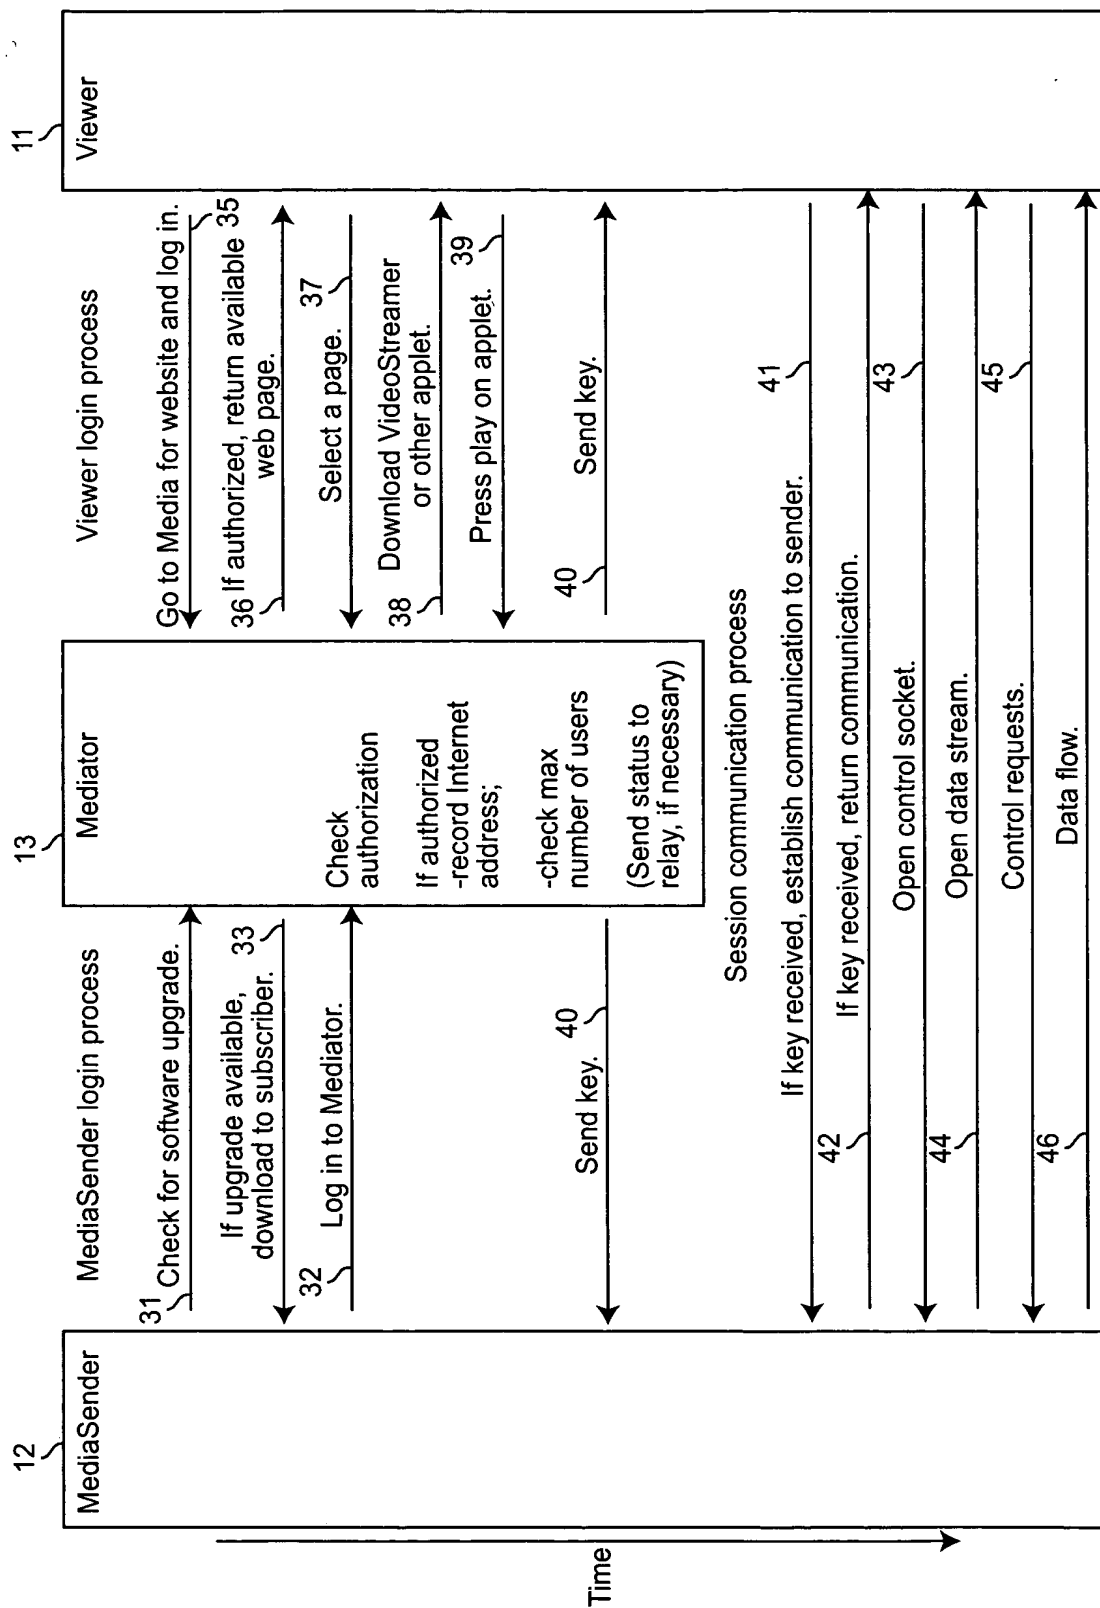 12
13
11
MediaSender
Mediator
Viewer
MediaSender login process
Viewer login process
31
Check for software upgrade.
If upgrade available,
download to subscriber.
33
32
Log in to Mediator.
Send key.
40
Check
authorization
If authorized
-record Internet
address;
-check max
number of users
(Send status to
relay, if necessary)
Go to Media for website and log in.
35
36
If authorized, return available
web page.
Select a page.
37
38
Download VideoStreamer
or other applet.
Press play on applet.
39
40
Send key.
Session communication process
If key received, establish communication to sender.
41
42
If key received, return communication.
Open control socket.
43
44
Open data stream.
Control requests.
45
46
Data flow.
Time